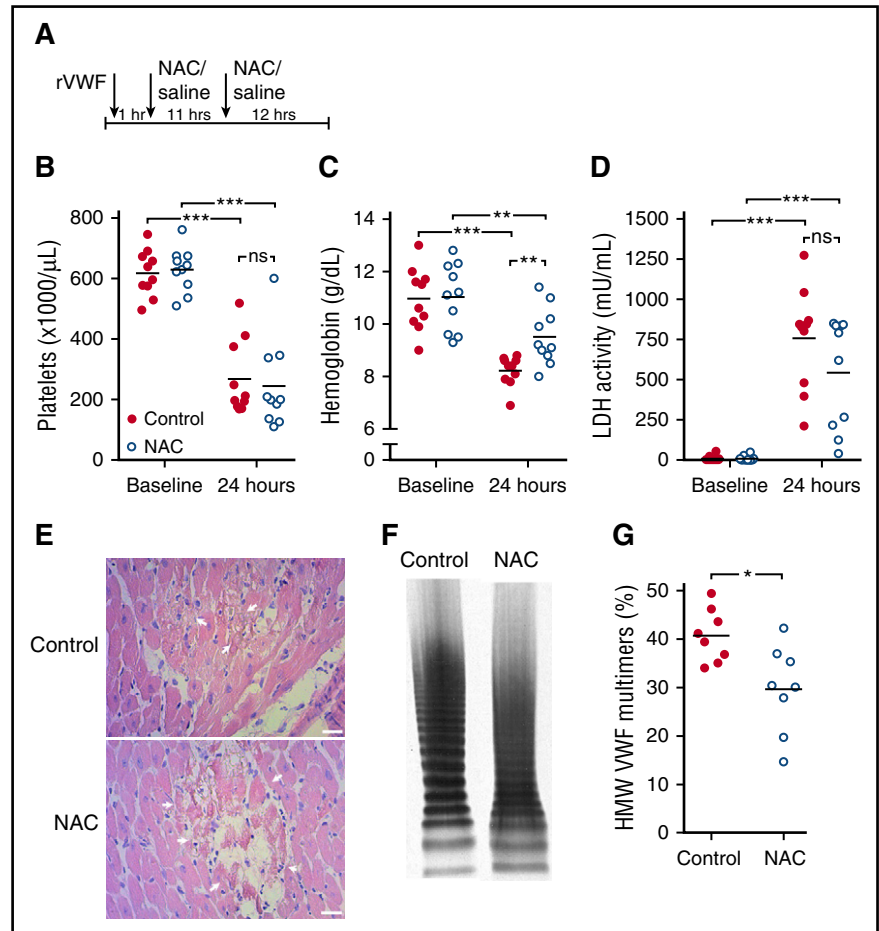 A
rVWF
NAC/
saline
NAC/
saline
1 hr
11 hrs
12 hrs
B
Platelets (x1000/μL)
800
600
400
200
0
***
***
ns
Control
NAC
Baseline
24 hours
C
Hemoglobin (g/dL)
14
12
10
8
6
0
**
***
**
Baseline
24 hours
D
LDH activity (mU/mL)
1500
1250
1000
750
500
250
0
***
***
ns
Baseline
24 hours
E
Control
NAC
F
Control
NAC
G
HMW VWF multimers (%)
50
40
30
20
10
0
*
Control
NAC